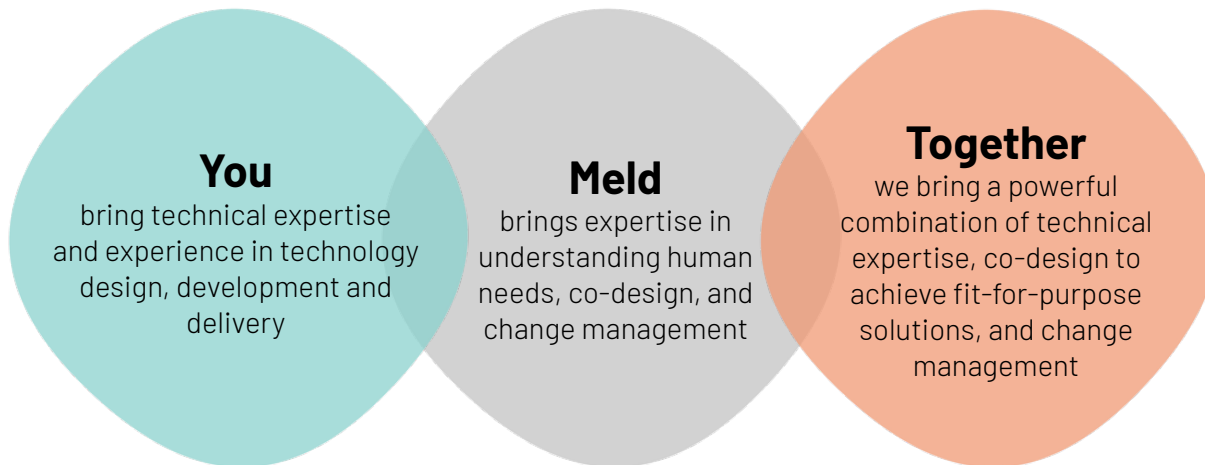 You
bring technical expertise
and experience in technology
design, development and
delivery
Meld
brings expertise in
understanding human
needs, co-design, and
change management
Together
we bring a powerful
combination of technical
expertise, co-design to
achieve fit-for-purpose
solutions, and change
management